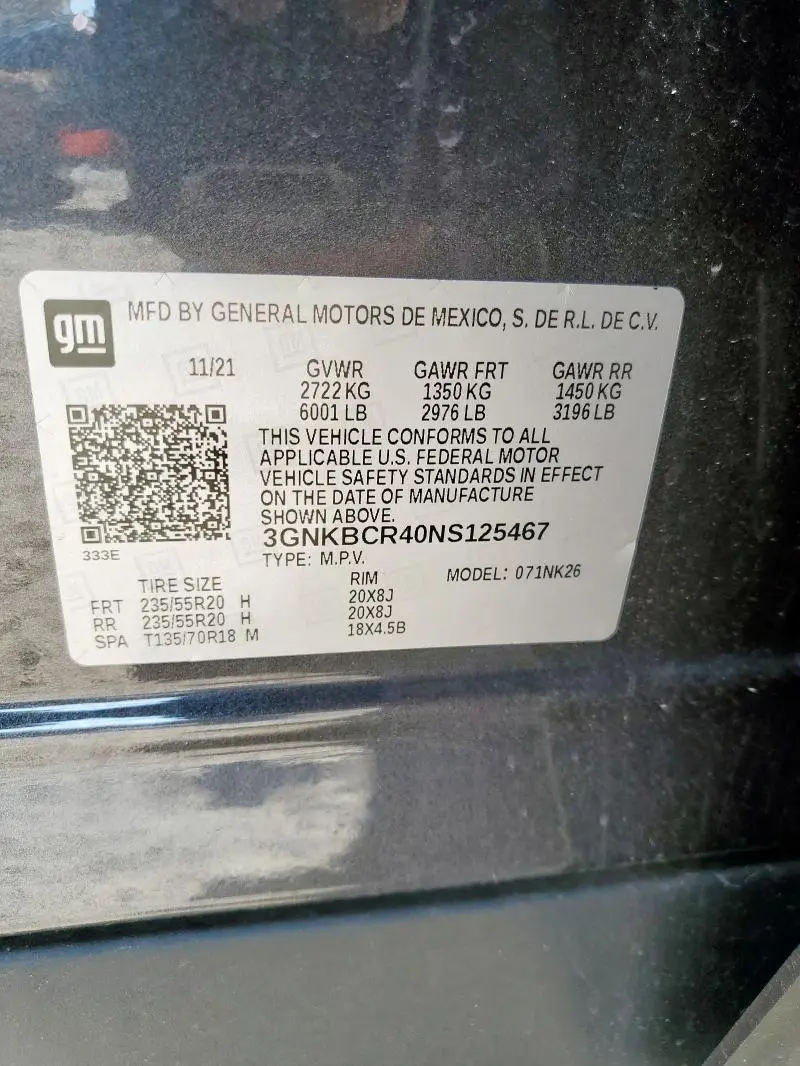 gm MFD BY GENERAL MOTORS DE MEXICO, S. DE R.L. DE C.V.
11/21 GVWR GAWR FRT GAWR RR
2722 KG 1350 KG 1450 KG
6001 LB 2976 LB 3196 LB
THIS VEHICLE CONFORMS TO ALL
APPLICABLE U.S. FEDERAL MOTOR
VEHICLE SAFETY STANDARDS IN EFFECT
ON THE DATE OF MANUFACTURE
SHOWN ABOVE.
3GNKBCR40NS125467
333E
TYPE: M.P.V. MODEL: 071NK26
TIRE SIZE RIM
FRT 235/55R20 H 20X8J
RR 235/55R20 H 20X8J
SPA T135/70R18 M 18X4.5B